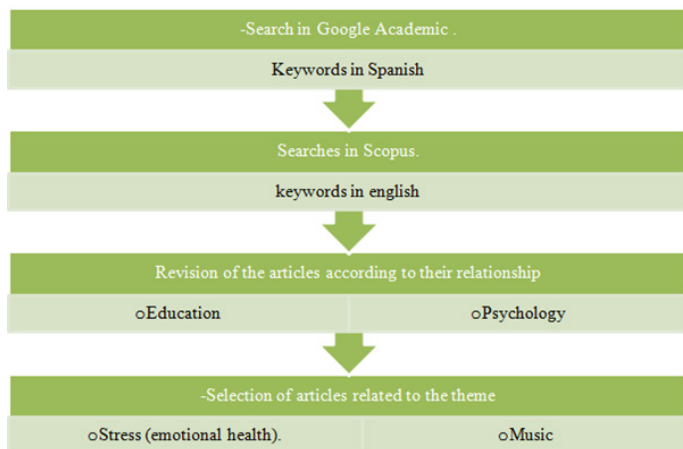 -Search in Google Academic .
Keywords in Spanish
Searches in Scopus.
keywords in english
Revision of the articles according to their relationship
oEducation
oPsychology
-Selection of articles related to the theme
oStress (emotional health).
oMusic